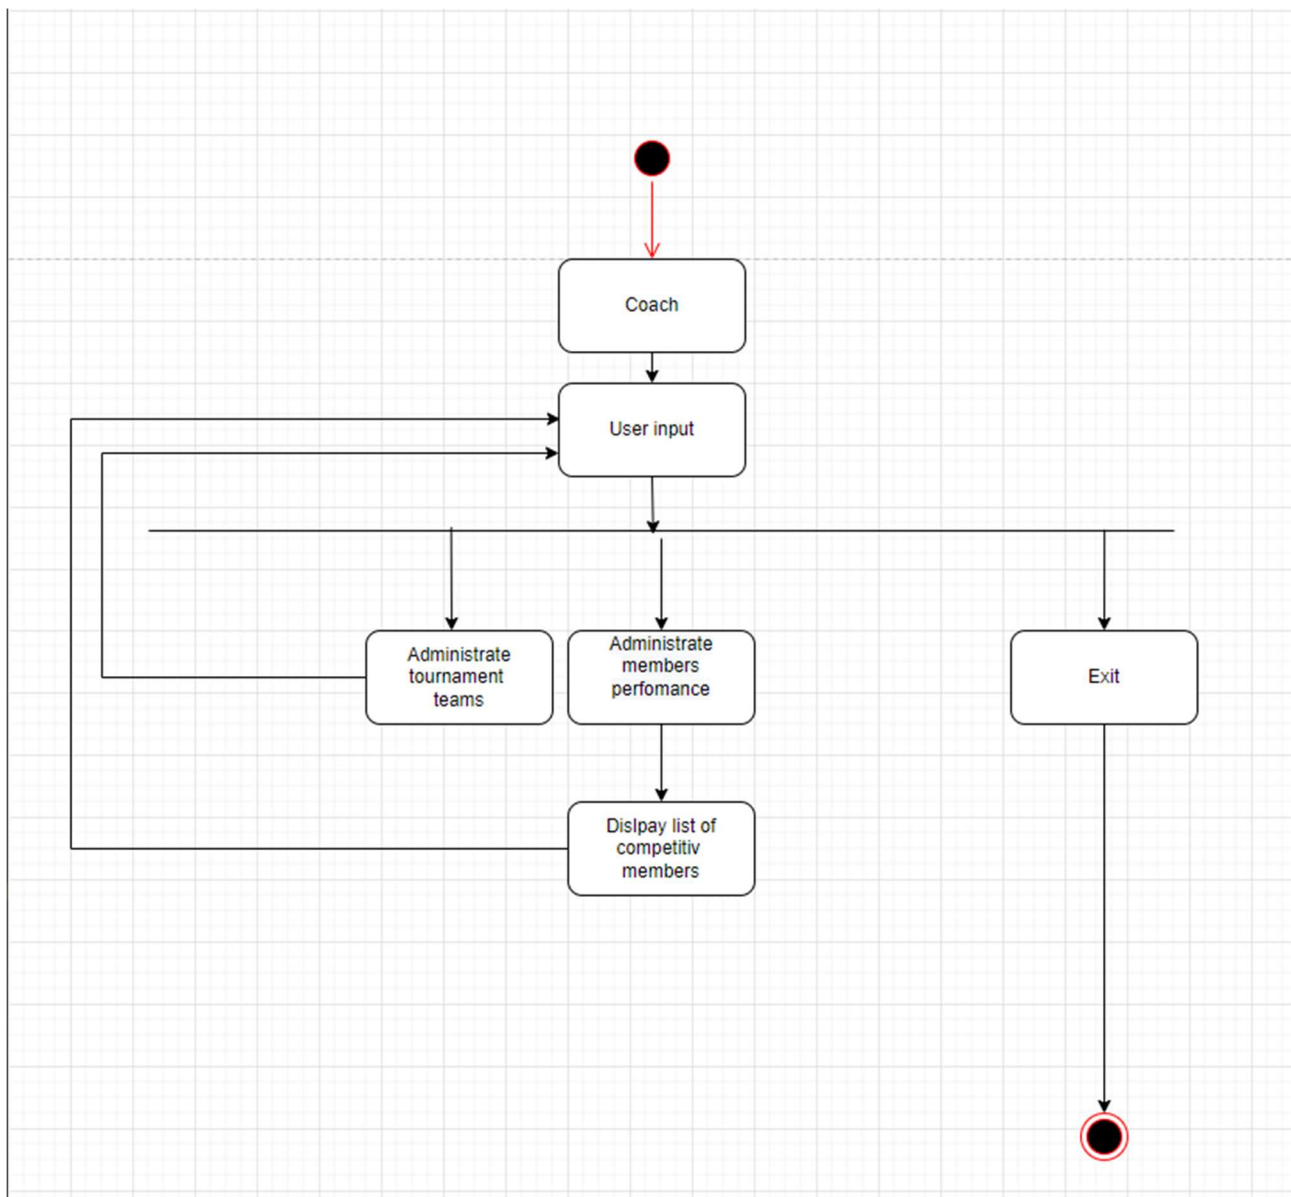 Coach
User input
Administrate
tournament
teams
Administrate
members
perfomance
Exit
Dislpay list of
competitiv
members